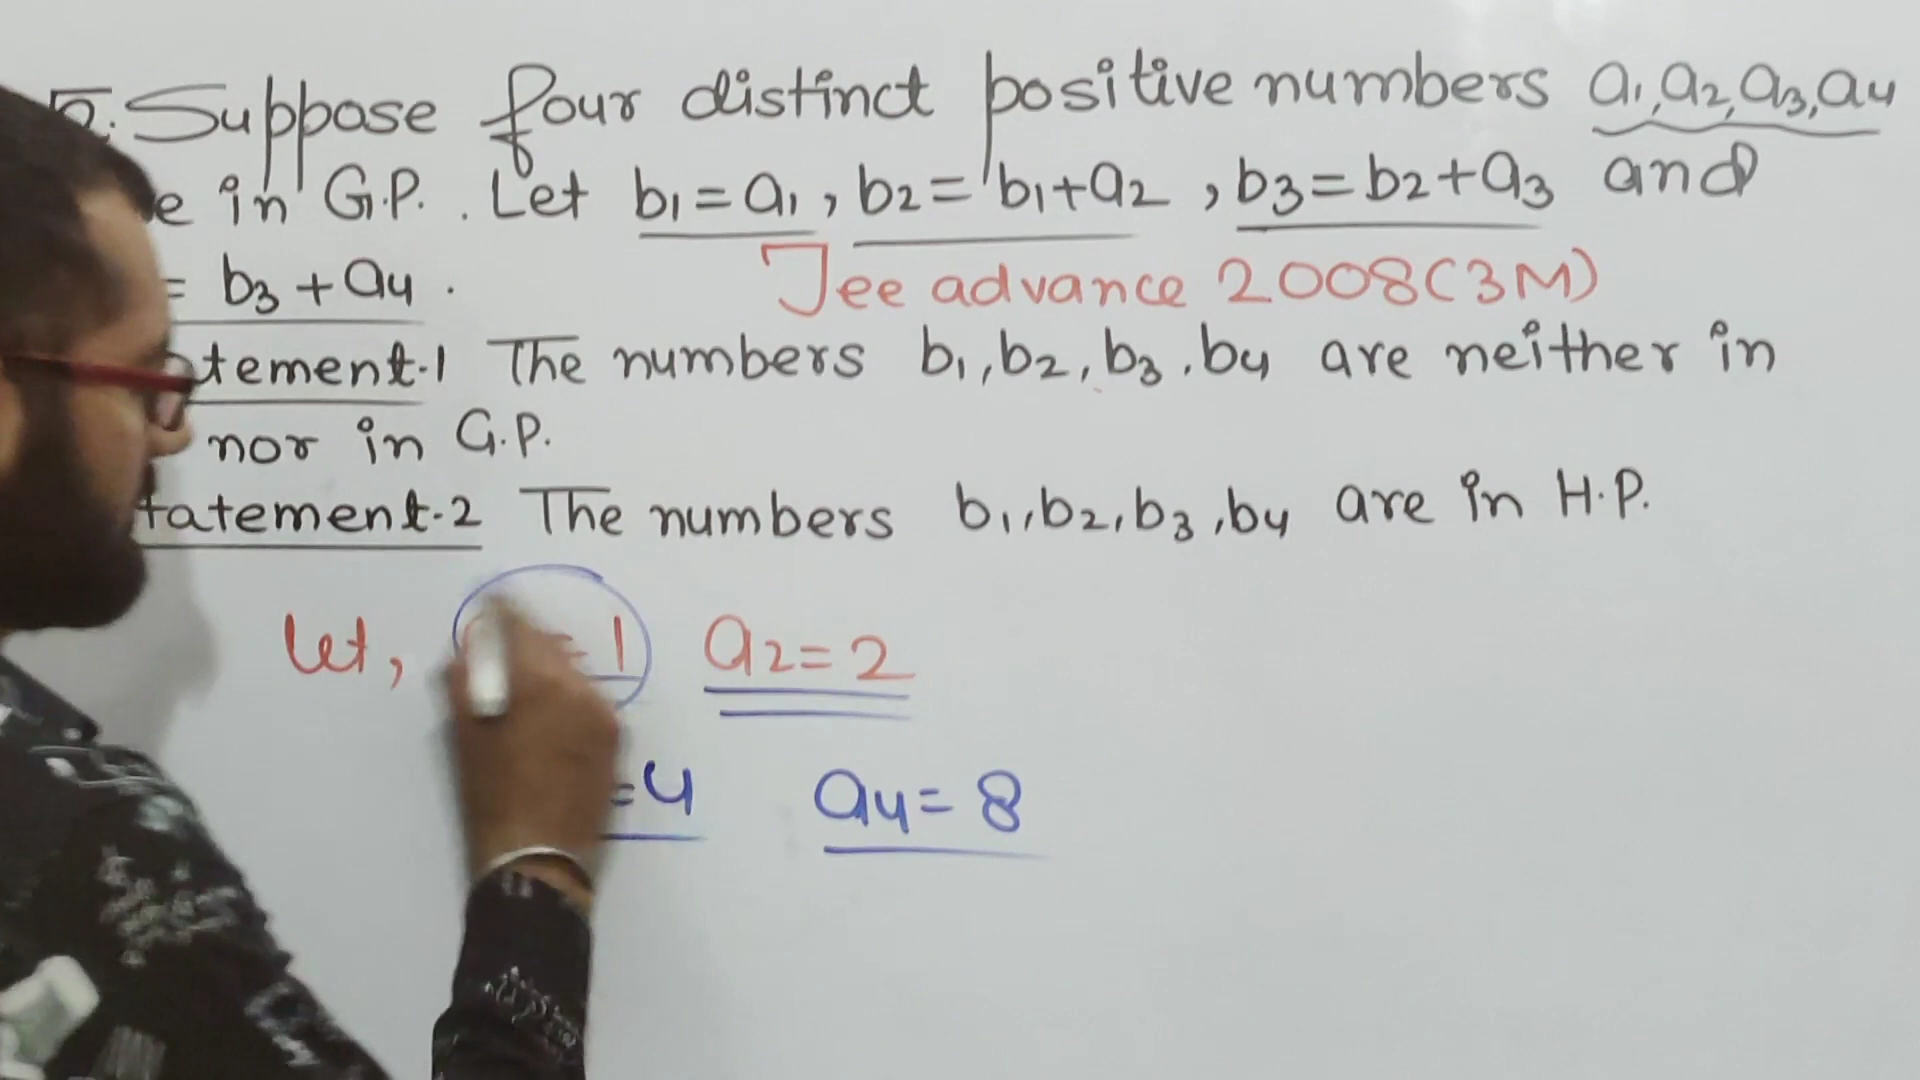 Q. Suppose four distinct positive numbers a1, a2, a3, a4
e in G.P. . Let b1 = a1 , b2 = b1+a2 , b3 = b2+a3 and
= b3 + a4 .
Jee advance 2008 (3M)
tement-1 The numbers b1, b2, b3, b4 are neither in
nor in G.P.
tatement-2 The numbers b1, b2, b3, b4 are in H.P.
Let, = 1 a2 = 2
= 4 a4 = 8